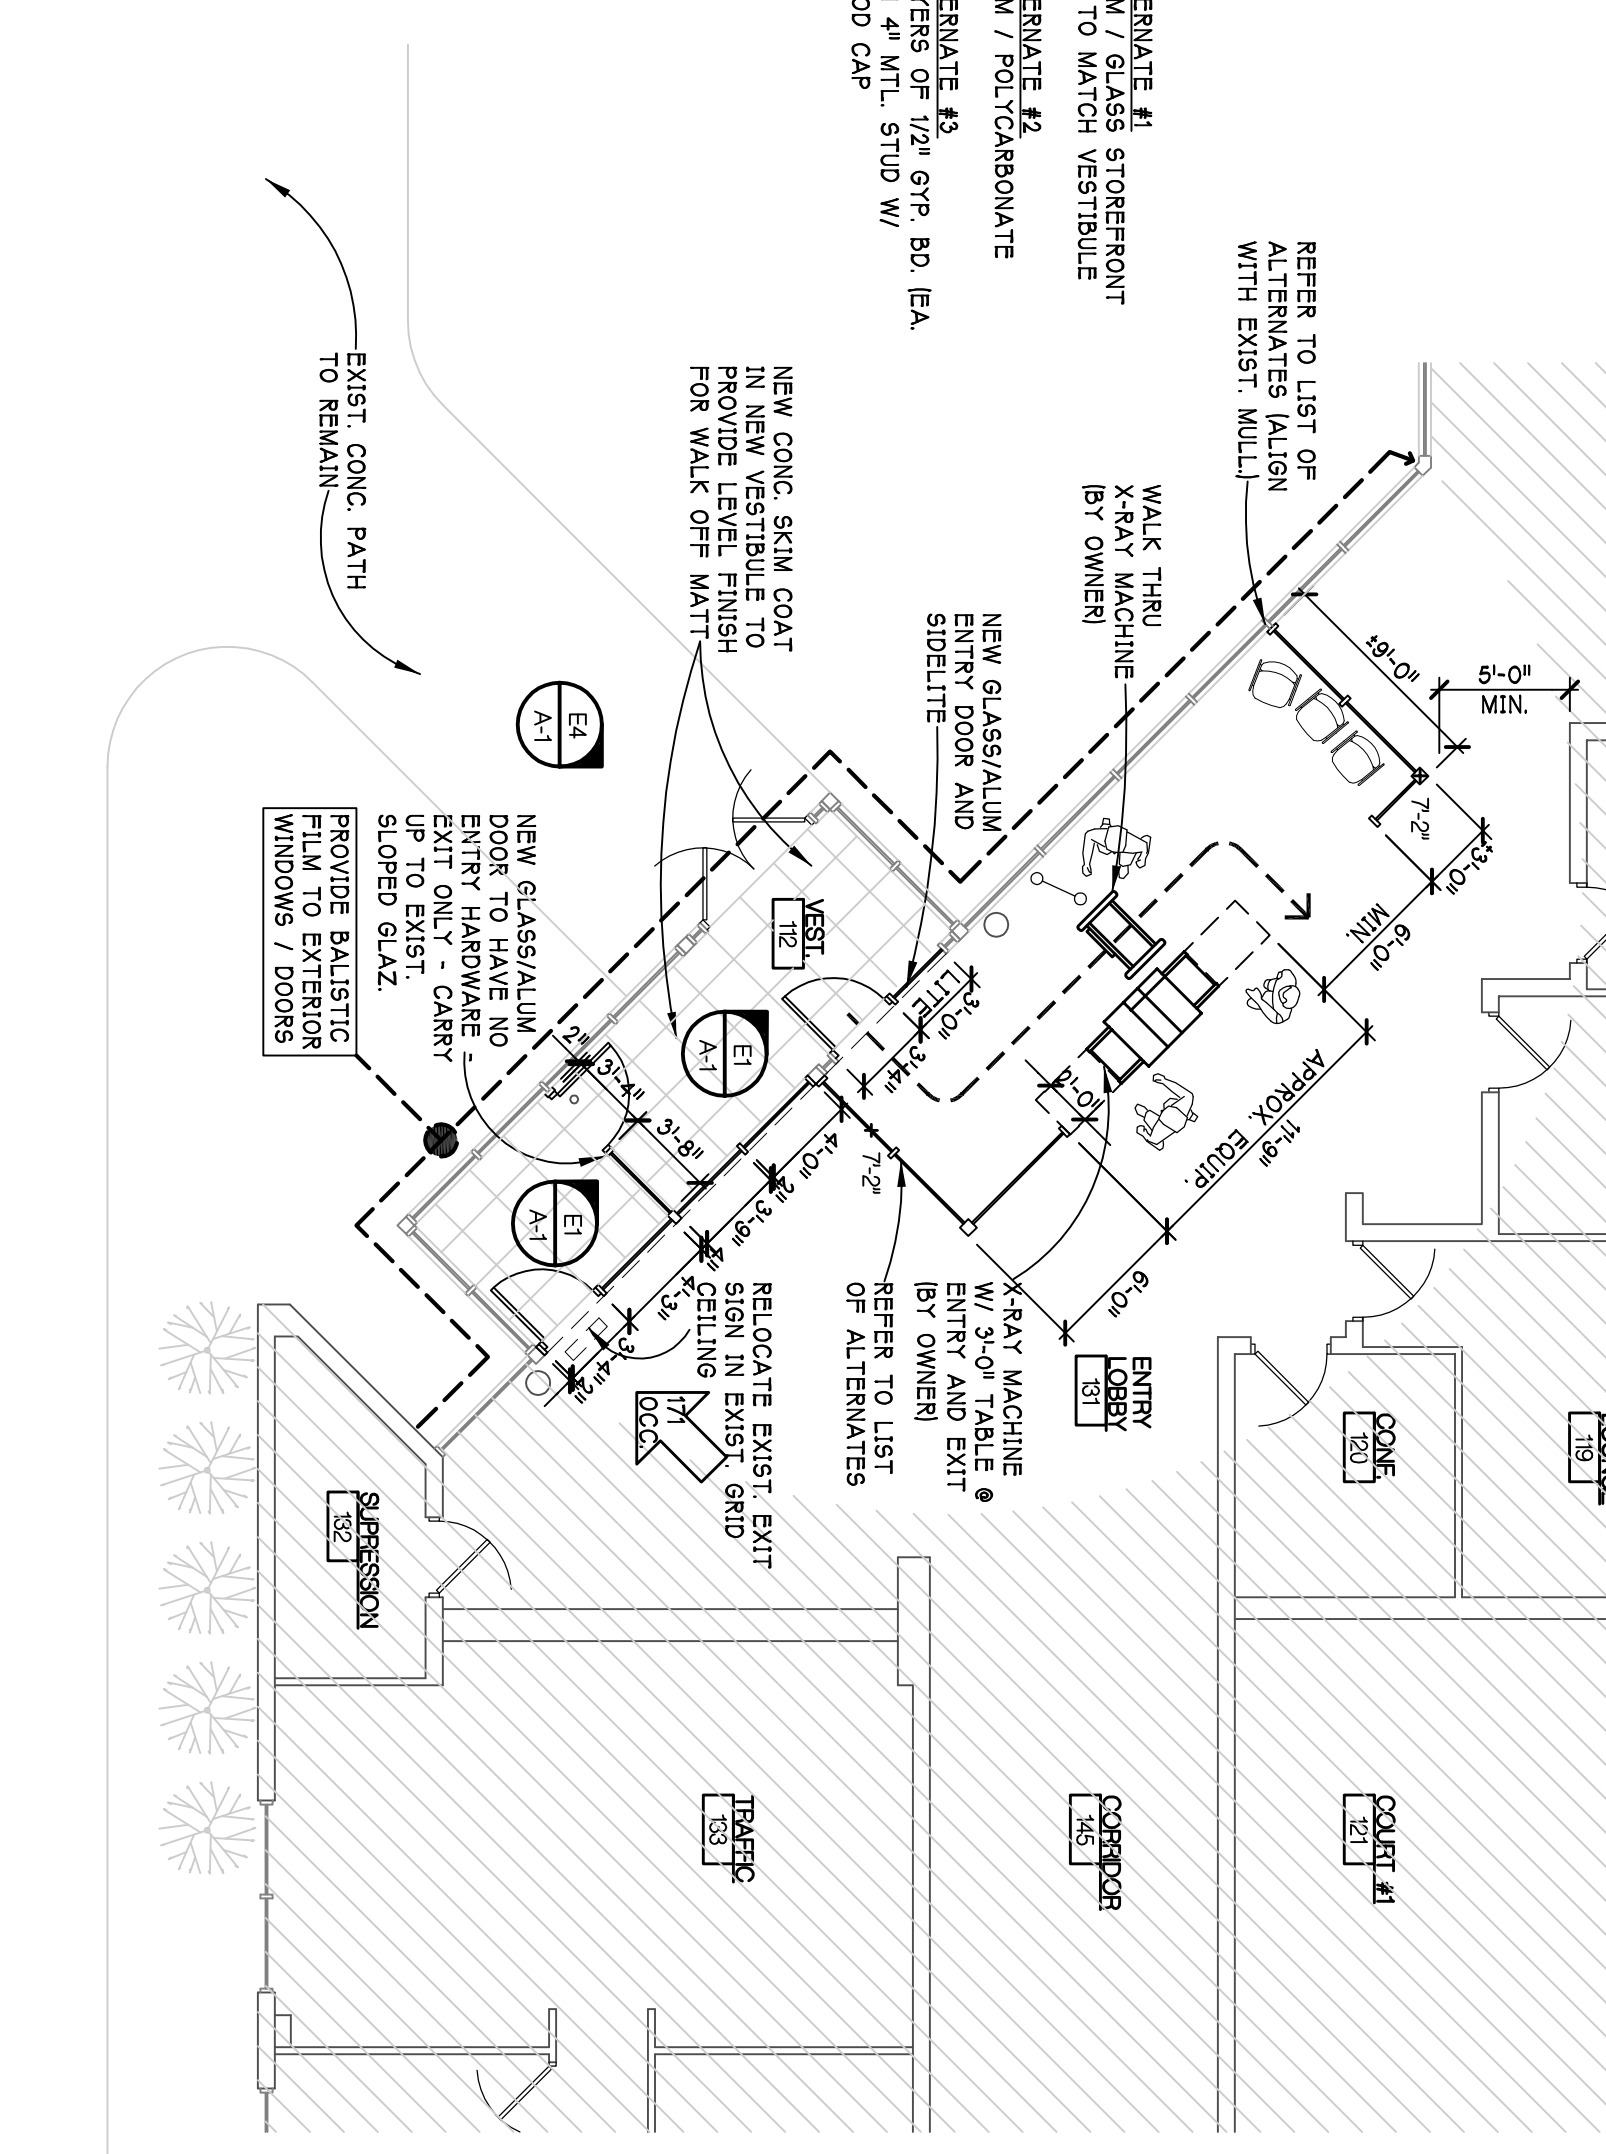 ERNATE #1
M / GLASS STOREFRONT
TO MATCH VESTIBULE
ERNATE #2
M / POLYCARBONATE
ERNATE #3
YERS OF 1/2" GYP. BD. (EA.
4" MTL. STUD W/
OD CAP
REFER TO LIST OF
ALTERNATES (ALIGN
WITH EXIST. MULL.)
WALK THRU
X-RAY MACHINE
(BY OWNER)
NEW GLASS/ALUM
ENTRY DOOR AND
SIDELITE
NEW CONC. SKIM COAT
IN NEW VESTIBULE TO
PROVIDE LEVEL FINISH
FOR WALK OFF MATT
EXIST. CONC. PATH
TO REMAIN
E4
A-1
NEW GLASS/ALUM
DOOR TO HAVE NO
ENTRY HARDWARE -
EXIT ONLY - CARRY
UP TO EXIST.
SLOPED GLAZ.
PROVIDE BALISTIC
FILM TO EXTERIOR
WINDOWS / DOORS
5'-0"
MIN.
±9'-0"
7'-2"
±3'-0"
6'-0"
MIN.
11'-9"
APPROX. EQUIP.
2'-0"
6'-0"
3'-0"
LITE
3'-4"
VEST.
112
E1
A-1
2"
3'-4"
3'-8"
E1
A-1
7'-2"
4'-0"
2"
3'-9"
4"
4'-3"
3'-4"
2"
X-RAY MACHINE
W/ 3'-0" TABLE @
ENTRY AND EXIT
(BY OWNER)
REFER TO LIST
OF ALTERNATES
RELOCATE EXIST. EXIT
SIGN IN EXIST. GRID
CEILING
171
OCC.
ENTRY
LOBBY
131
119
CONF.
120
SUPRESSION
132
TRAFFIC
133
CORRIDOR
145
COURT #1
121